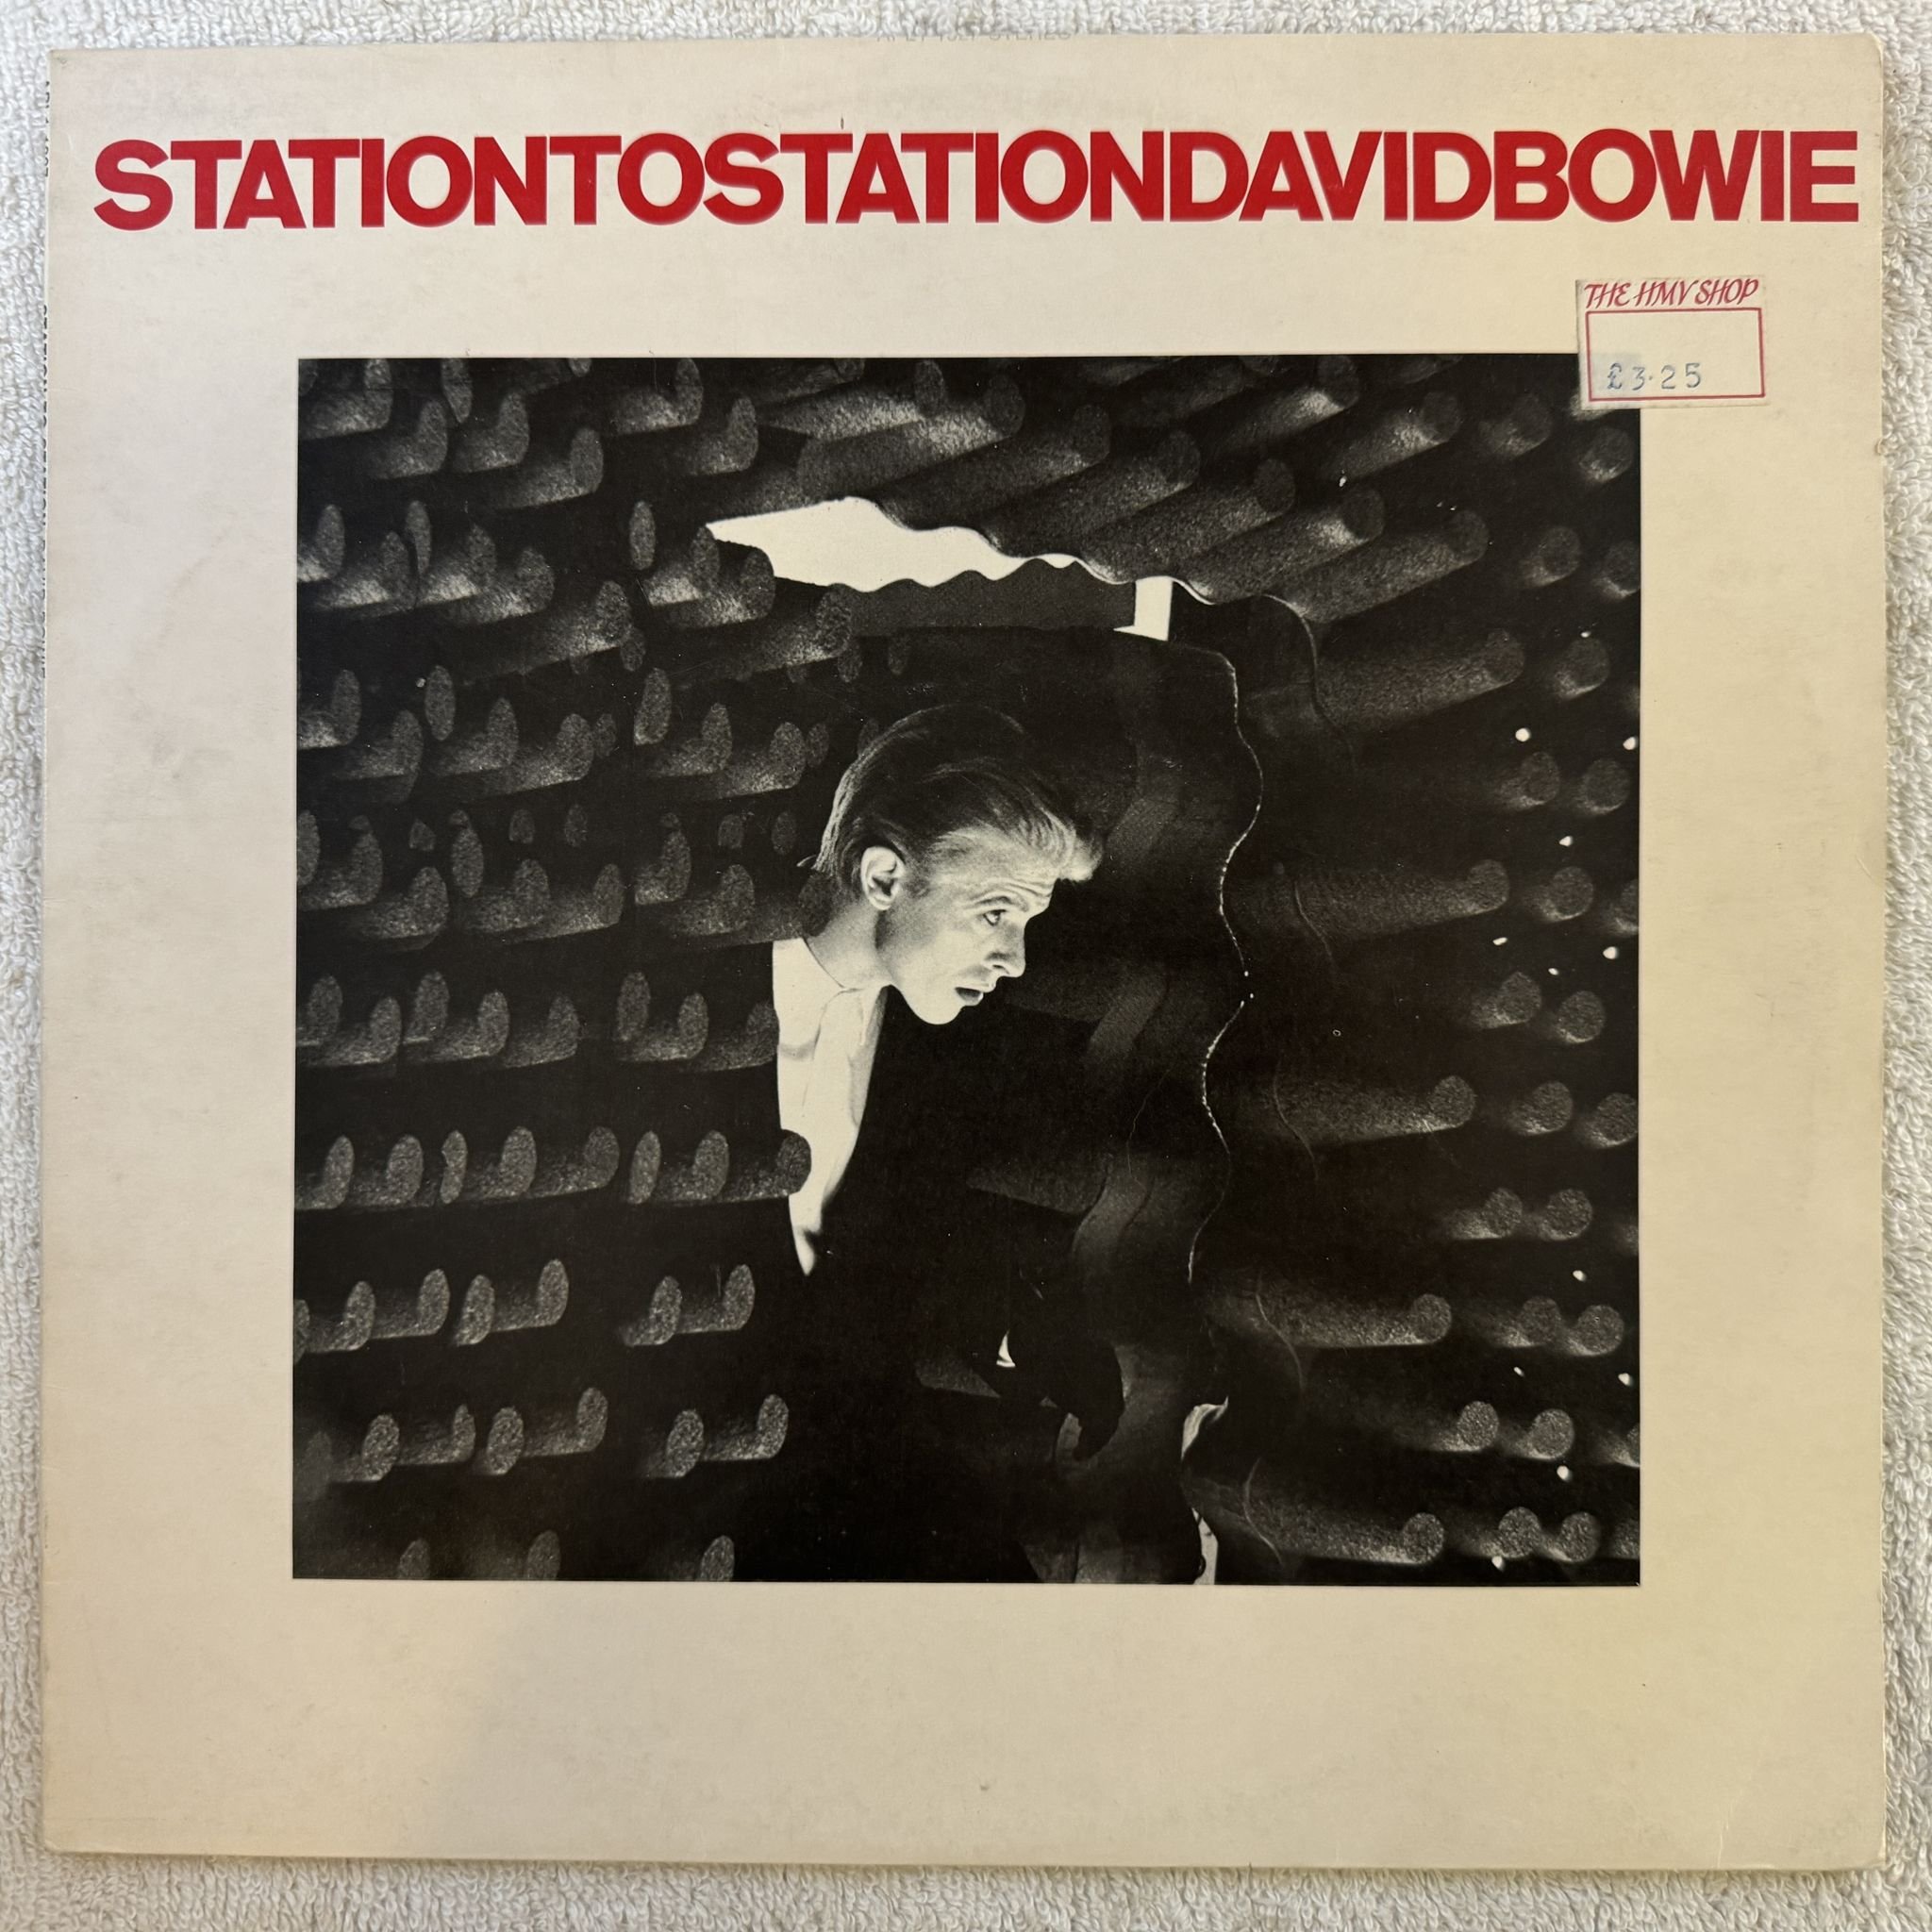 STATIONTOSTATIONDAVIDBOWIE
THE HMV SHOP
£3·25